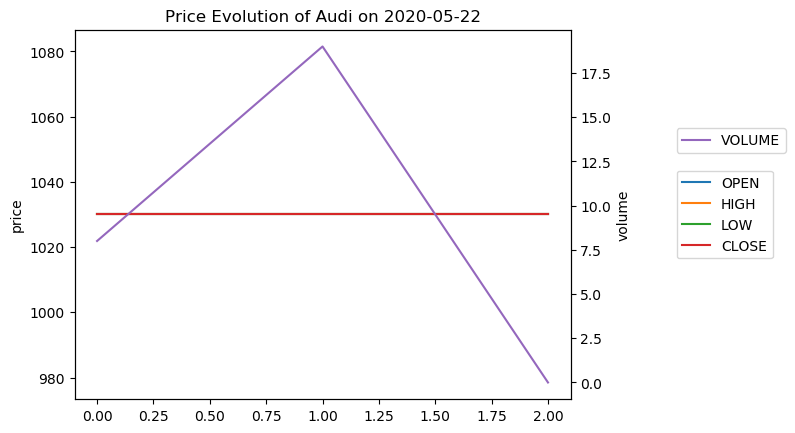 Price Evolution of Audi on 2020-05-22
1080
1060
1040
1020
1000
980
price
0.00 0.25 0.50 0.75 1.00 1.25 1.50 1.75 2.00
17.5
15.0
12.5
10.0
7.5
5.0
2.5
0.0
volume
VOLUME
OPEN
HIGH
LOW
CLOSE